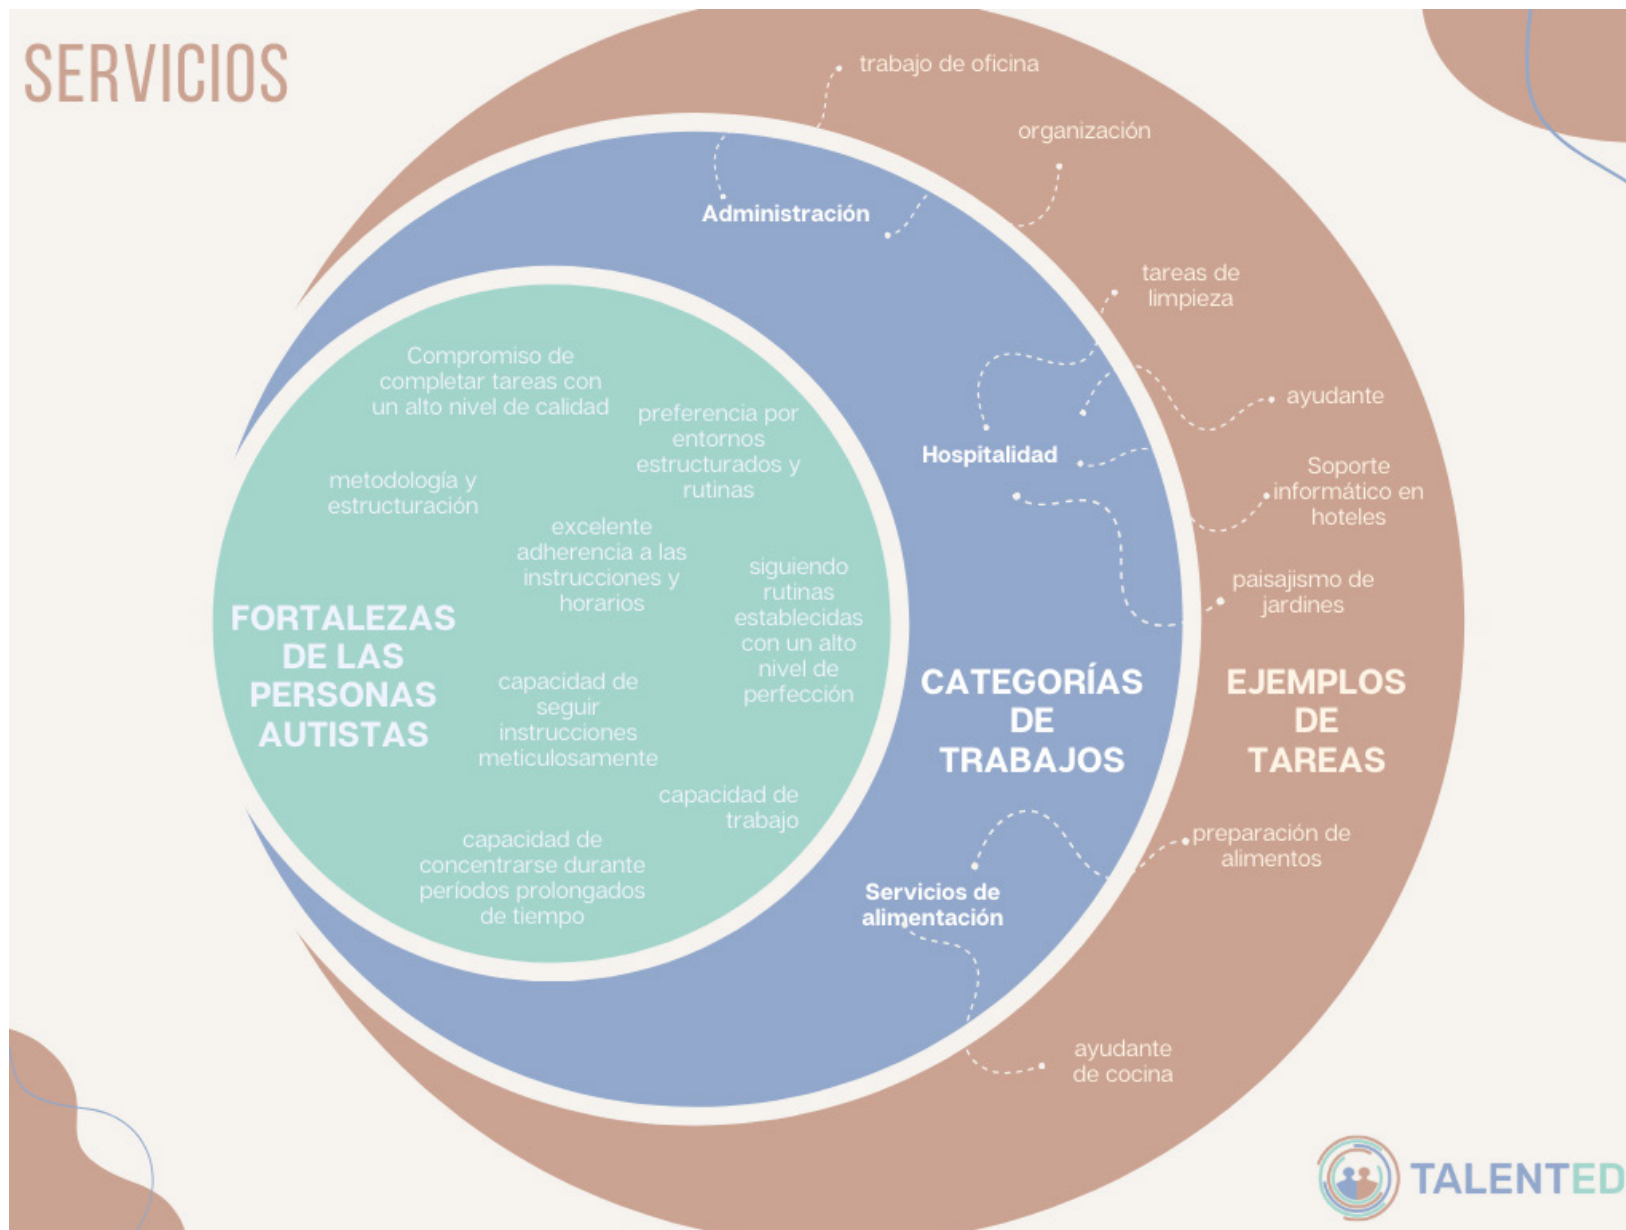 SERVICIOS
trabajo de oficina
organización
Administración
tareas de
limpieza
ayudante
Hospitalidad
Soporte
informático en
hoteles
paisajismo de
jardines
Compromiso de
completar tareas con
un alto nivel de calidad
preferencia por
entornos
estructurados y
rutinas
metodología y
estructuración
excelente
adherencia a las
instrucciones y
horarios
siguiendo
rutinas
establecidas
con un alto
nivel de
perfección
FORTALEZAS
DE LAS
PERSONAS
AUTISTAS
capacidad de
seguir
instrucciones
meticulosamente
capacidad de
trabajo
capacidad de
concentrarse durante
períodos prolongados
de tiempo
CATEGORÍAS
DE
TRABAJOS
EJEMPLOS
DE
TAREAS
preparación de
alimentos
Servicios de
alimentación
ayudante
de cocina
TALENTED